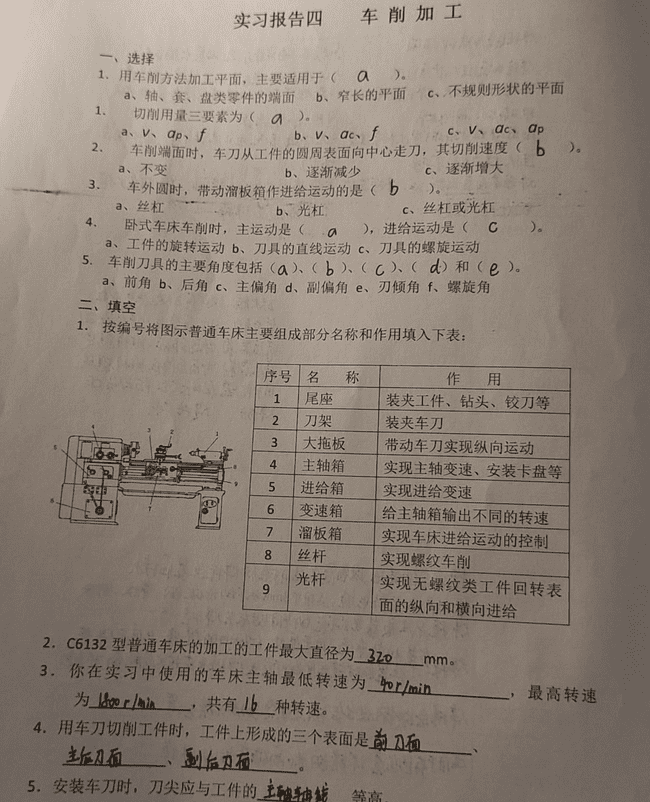 实习报告四 车削加工
一、选择
1. 用车削方法加工平面，主要适用于（ a ）。
a、轴、套、盘类零件的端面 b、窄长的平面 c、不规则形状的平面
1. 切削用量三要素为（ a ）。
a、v、ap、f b、v、ac、f c、v、ac、ap
2. 车削端面时，车刀从工件的圆周表面向中心走刀，其切削速度（ b ）。
a、不变 b、逐渐减少 c、逐渐增大
3. 车外圆时，带动溜板箱作进给运动的是（ b ）。
a、丝杠 b、光杠 c、丝杠或光杠
4. 卧式车床车削时，主运动是（ a ），进给运动是（ c ）。
a、工件的旋转运动 b、刀具的直线运动 c、刀具的螺旋运动
5. 车削刀具的主要角度包括（a）、（b）、（c）、（d）和（e）。
a、前角 b、后角 c、主偏角 d、副偏角 e、刃倾角 f、螺旋角
二、填空
1. 按编号将图示普通车床主要组成部分名称和作用填入下表：
序号 名 称 作 用
1 尾座 装夹工件、钻头、铰刀等
2 刀架 装夹车刀
3 大拖板 带动车刀实现纵向运动
4 主轴箱 实现主轴变速、安装卡盘等
5 进给箱 实现进给变速
6 变速箱 给主轴箱输出不同的转速
7 溜板箱 实现车床进给运动的控制
8 丝杆 实现螺纹车削
9 光杆 实现无螺纹类工件回转表
面的纵向和横向进给
2. C6132 型普通车床的加工的工件最大直径为 320 mm。
3. 你在实习中使用的车床主轴最低转速为 40r/min ，最高转速
为 1800r/min ，共有 16 种转速。
4. 用车刀切削工件时，工件上形成的三个表面是 前刀面 、
主后刀面 、 副后刀面 。
5. 安装车刀时，刀尖应与工件的 主轴轴线 等高